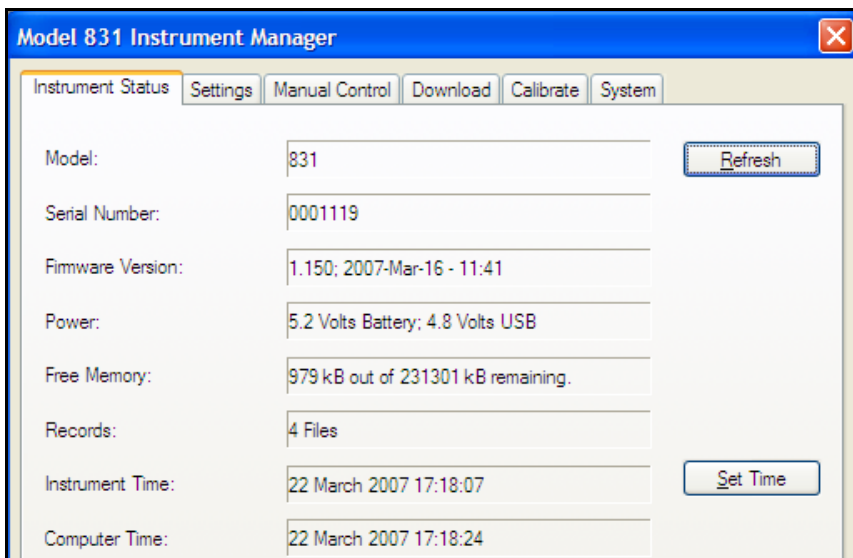 Model 831 Instrument Manager
Instrument Status Settings Manual Control Download Calibrate System
Model: 831 Refresh
Serial Number: 0001119
Firmware Version: 1.150; 2007-Mar-16 - 11:41
Power: 5.2 Volts Battery; 4.8 Volts USB
Free Memory: 979 kB out of 231301 kB remaining.
Records: 4 Files
Instrument Time: 22 March 2007 17:18:07 Set Time
Computer Time: 22 March 2007 17:18:24